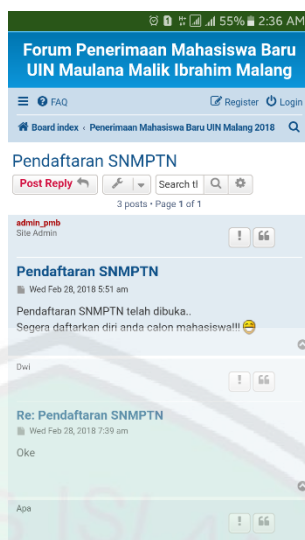 55% 2:36 AM
Forum Penerimaan Mahasiswa Baru
UIN Maulana Malik Ibrahim Malang
FAQ Register Login
Board index ‹ Penerimaan Mahasiswa Baru UIN Malang 2018
Pendaftaran SNMPTN
Post Reply Search tl
3 posts • Page 1 of 1
admin_pmb
Site Admin
Pendaftaran SNMPTN
Wed Feb 28, 2018 5:51 am
Pendaftaran SNMPTN telah dibuka..
Segera daftarkan diri anda calon mahasiswa!!!
Dwi
Re: Pendaftaran SNMPTN
Wed Feb 28, 2018 7:39 am
Oke
Apa